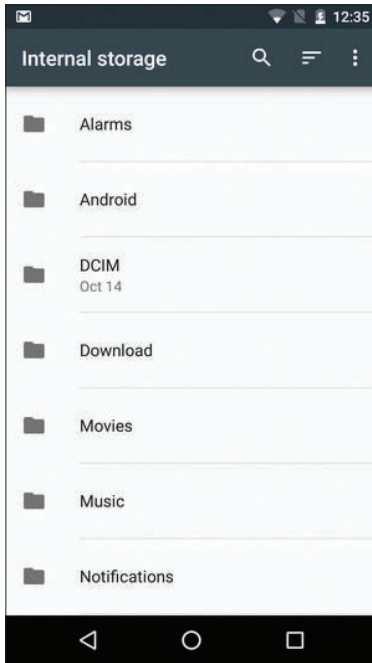 12:35
Internal storage
Alarms
Android
DCIM
Oct 14
Download
Movies
Music
Notifications